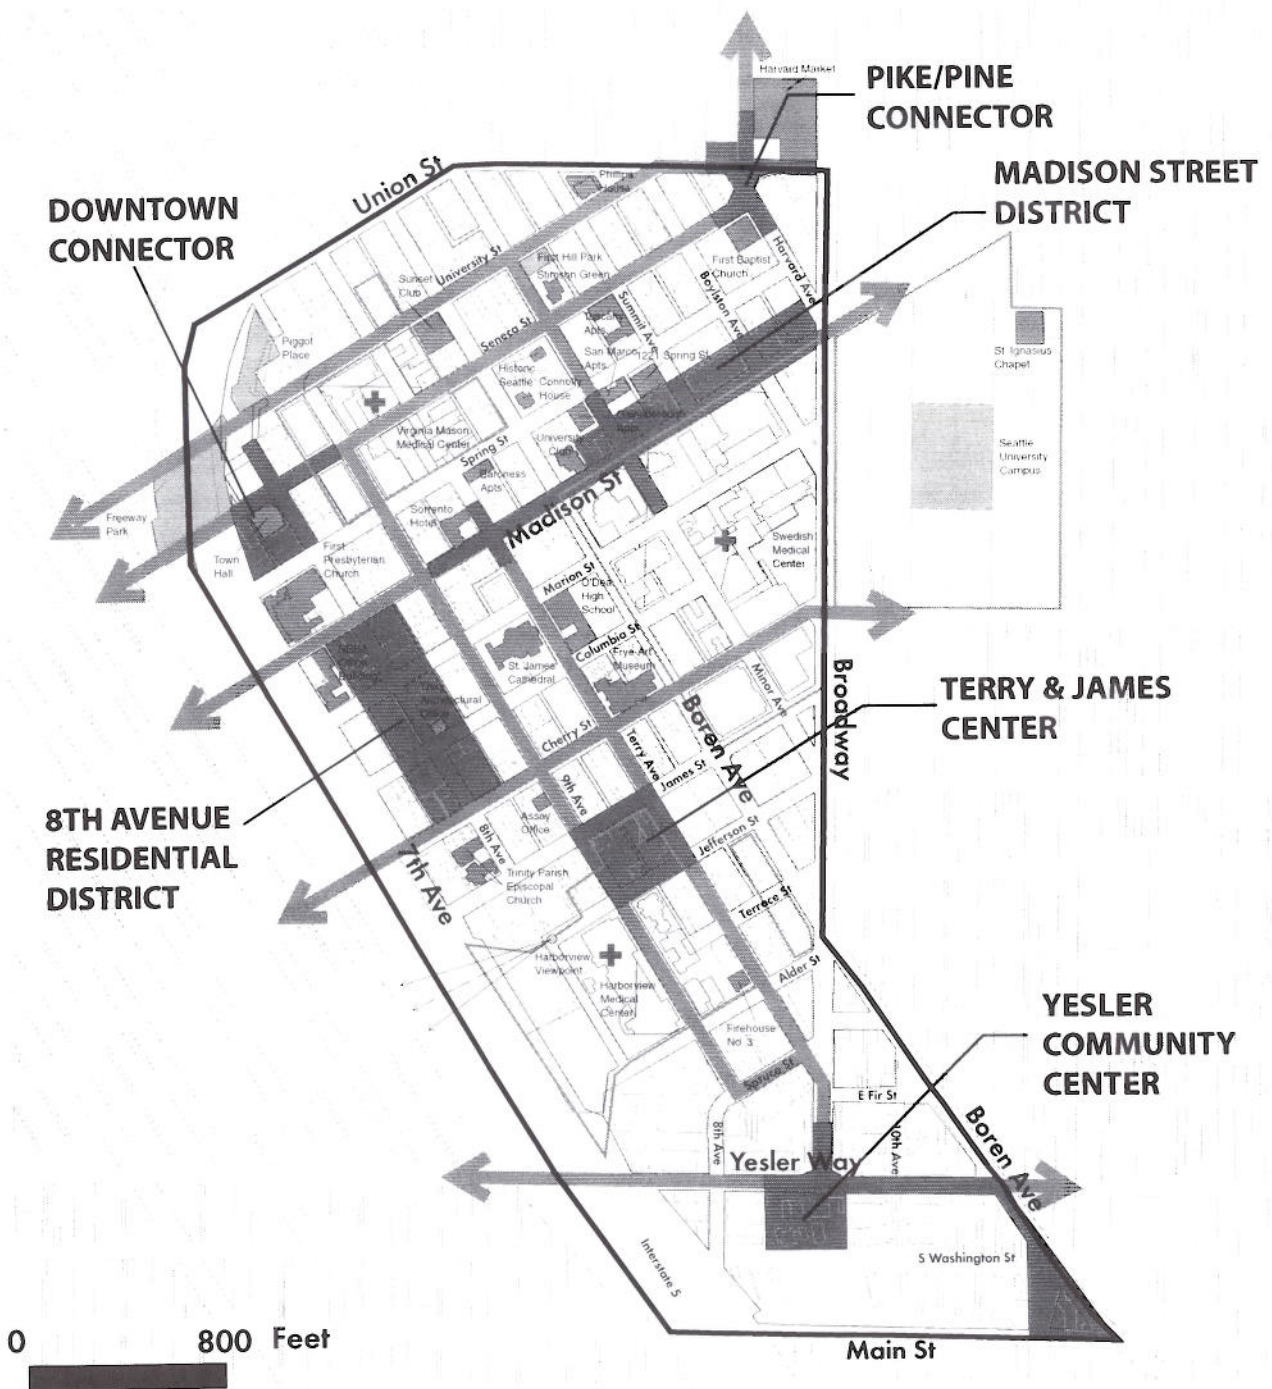 Harvard Market
PIKE/PINE
CONNECTOR
MADISON STREET
DISTRICT
DOWNTOWN
CONNECTOR
Union St
Phillips
House
University St
First Hill Park
Stimson Green
First Baptist
Church
Harvard Ave
Sunset
Club
Summit Ave
Boylston Ave
Piggot
Place
Seneca St
Apts.
San Marco
Apts.
1221 Spring St
St Ignasius
Chapel
Historic
Seattle
Connolly
House
Virginia Mason
Medical Center
University
Club
Apts
Seattle
University
Campus
Spring St
Baroness
Apts
Sorrento
Hotel
Madison St
Freeway
Park
Town
Hall
First
Presbyterian
Church
Swedish
Medical
Center
Marion St
O'Dea
High
School
Columbia St
Frye Art
Museum
St. James
Cathedral
Minor Ave
Broadway
TERRY & JAMES
CENTER
Boren Ave
Cherry St
Terry Ave
James St
9th Ave
8TH AVENUE
RESIDENTIAL
DISTRICT
Assay
Office
8th Ave
Jefferson St
7th Ave
Trinity Parish
Episcopal
Church
Terrace St
Harborview
Viewpoint
Alder St
Harborview
Medical
Center
YESLER
COMMUNITY
CENTER
Firehouse
No 3
Spruce St
E Fir St
8th Ave
10th Ave
Boren Ave
Yesler Way
Interstate 5
S Washington St
0 800 Feet
Main St